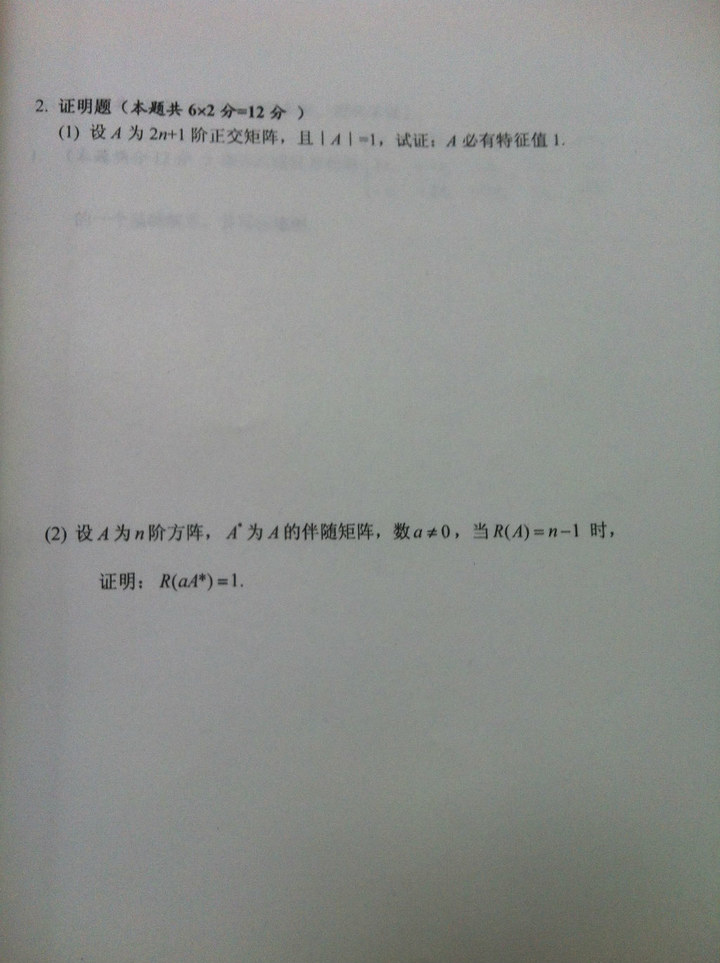 2. 证明题（本题共 6×2 分=12 分 ）
(1) 设 A 为 2n+1 阶正交矩阵，且 | A | =1，试证：A 必有特征值 1.
(2) 设 A 为 n 阶方阵，A* 为 A 的伴随矩阵，数 a ≠ 0，当 R(A) = n−1 时，
证明： R(aA*) = 1.